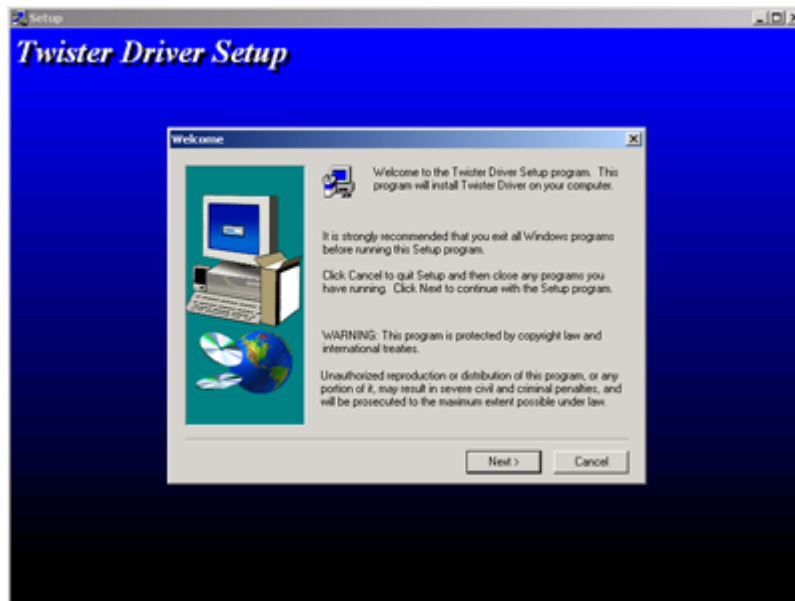 Setup
Twister Driver Setup
Welcome
Welcome to the Twister Driver Setup program. This
program will install Twister Driver on your computer.
It is strongly recommended that you exit all Windows programs
before running this Setup program.
Click Cancel to quit Setup and then close any programs you
have running. Click Next to continue with the Setup program.
WARNING: This program is protected by copyright law and
international treaties.
Unauthorized reproduction or distribution of this program, or any
portion of it, may result in severe civil and criminal penalties, and
will be prosecuted to the maximum extent possible under law.
Next >
Cancel